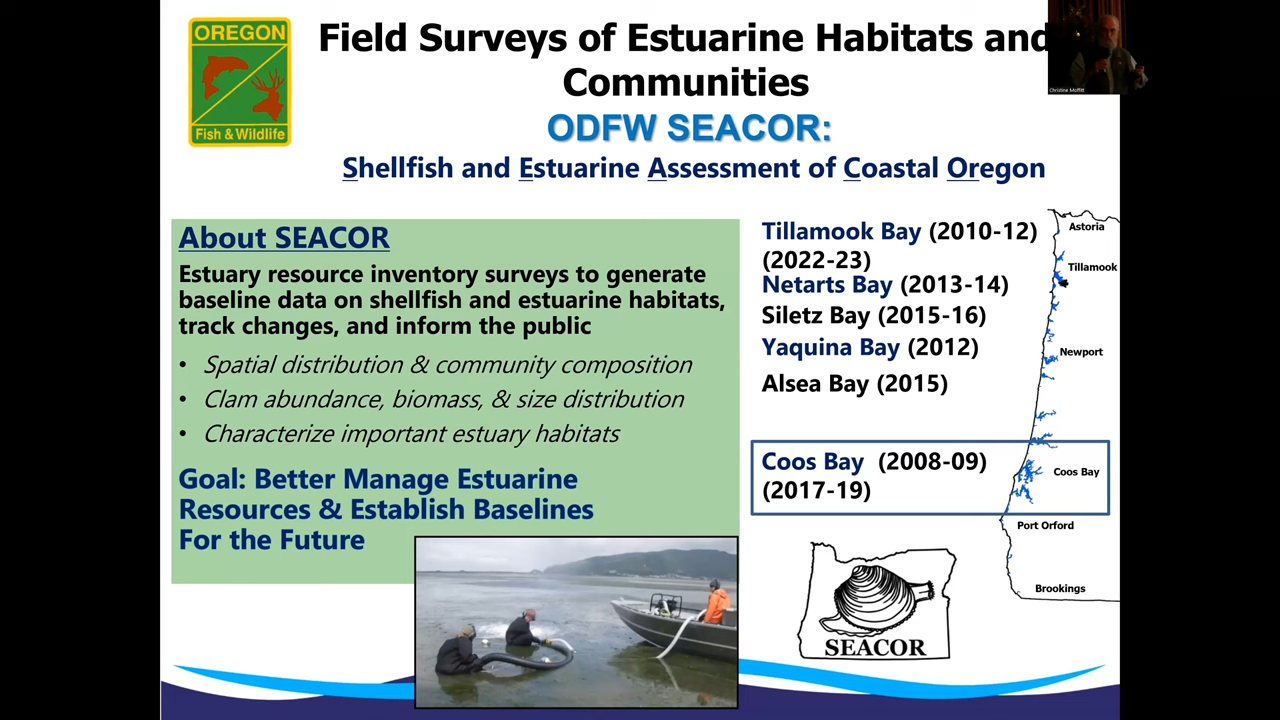 OREGON
Fish & Wildlife
Field Surveys of Estuarine Habitats and
Communities
ODFW SEACOR:
Shellfish and Estuarine Assessment of Coastal Oregon
Christine Moffitt
About SEACOR
Estuary resource inventory surveys to generate
baseline data on shellfish and estuarine habitats,
track changes, and inform the public
• Spatial distribution & community composition
• Clam abundance, biomass, & size distribution
• Characterize important estuary habitats
Goal: Better Manage Estuarine
Resources & Establish Baselines
For the Future
Tillamook Bay (2010-12)
(2022-23)
Netarts Bay (2013-14)
Siletz Bay (2015-16)
Yaquina Bay (2012)
Alsea Bay (2015)
Coos Bay (2008-09)
(2017-19)
Astoria
Tillamook
Newport
Coos Bay
Port Orford
Brookings
SEACOR